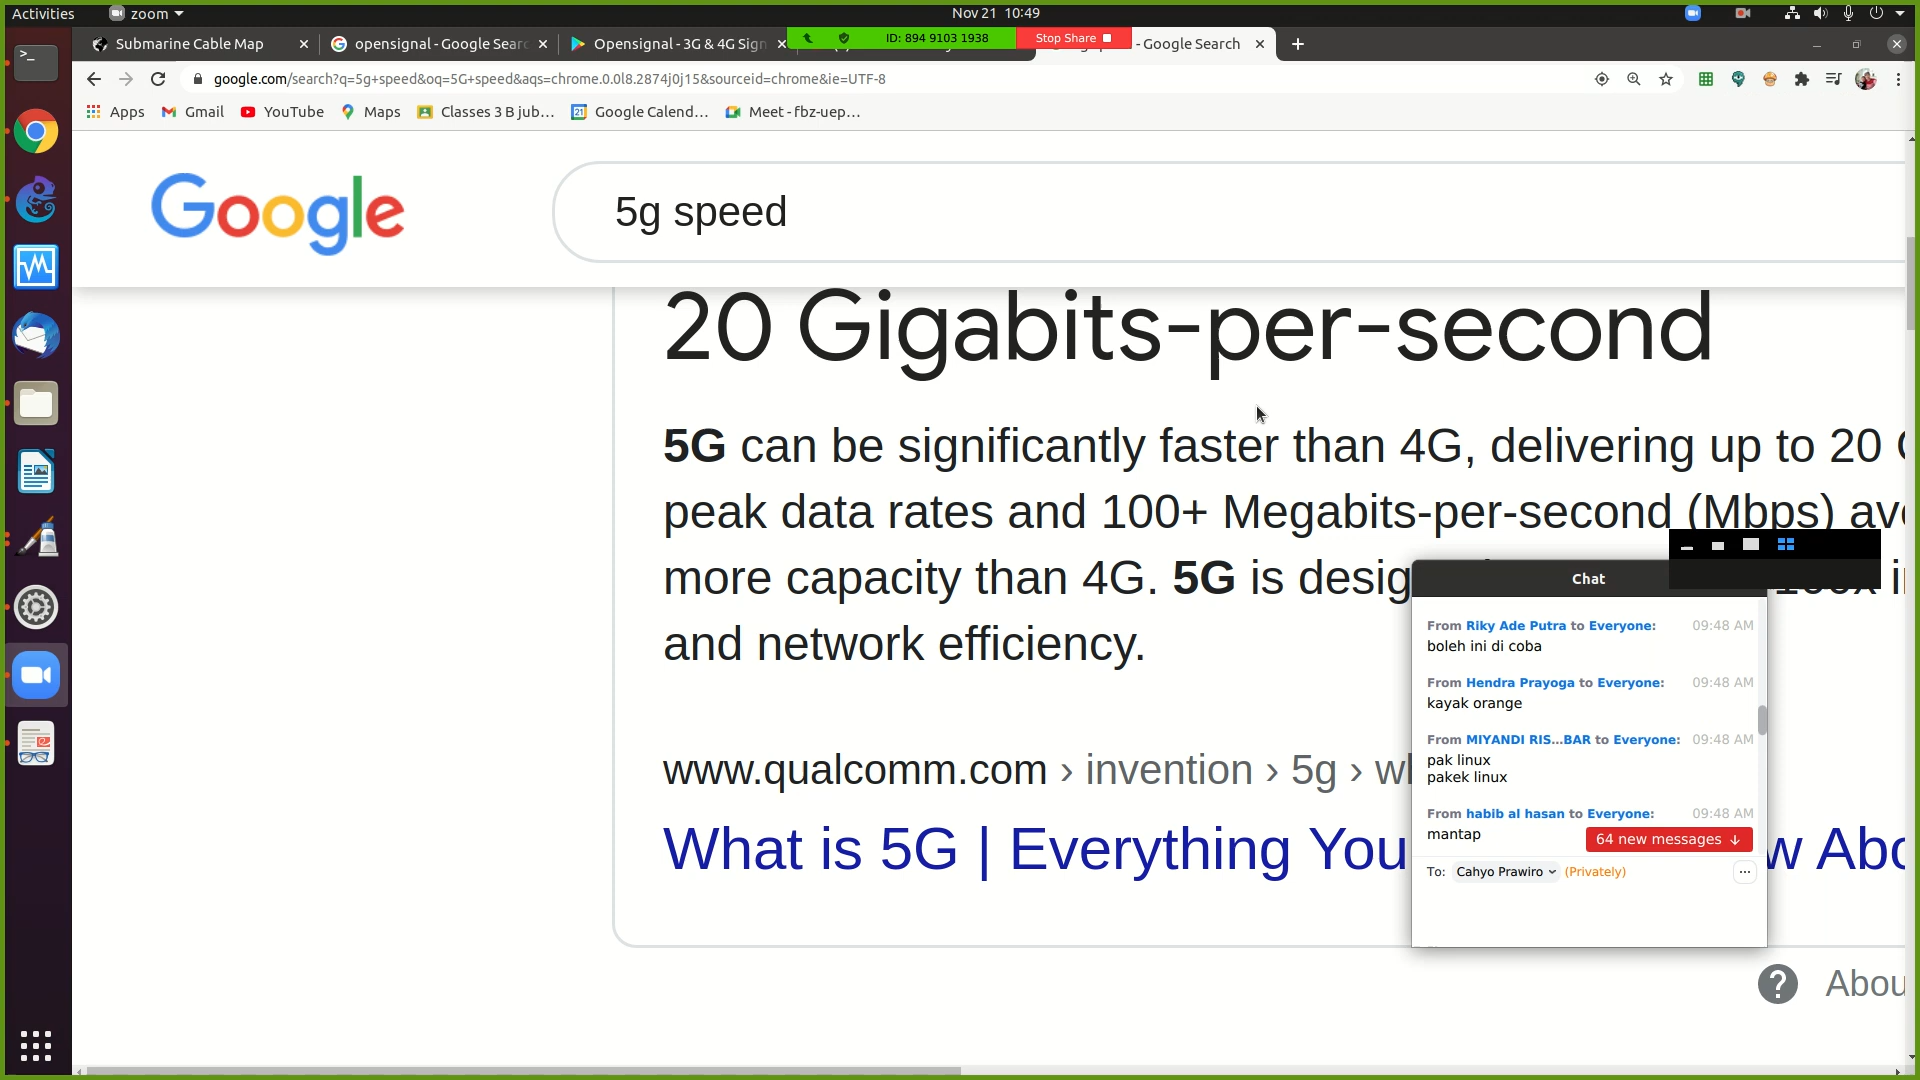 Activities
zoom
Nov 21 10:49
Submarine Cable Map
opensignal - Google Searc
Opensignal - 3G & 4G Sign
ID: 894 9103 1938
Stop Share
- Google Search
google.com/search?q=5g+speed&oq=5G+speed&aqs=chrome.0.0l8.2874j0j15&sourceid=chrome&ie=UTF-8
Apps
Gmail
YouTube
Maps
Classes 3 B jub...
Google Calend...
Meet - fbz-uep...
Google
5g speed
20 Gigabits-per-second
5G can be significantly faster than 4G, delivering up to 20
peak data rates and 100+ Megabits-per-second (Mbps)
more capacity than 4G. 5G is desig
and network efficiency.
www.qualcomm.com › invention › 5g ›
What is 5G | Everything You
Chat
From Riky Ade Putra to Everyone: 09:48 AM
boleh ini di coba
From Hendra Prayoga to Everyone: 09:48 AM
kayak orange
From MIYANDI RIS...BAR to Everyone: 09:48 AM
pak linux
pakek linux
From habib al hasan to Everyone: 09:48 AM
mantap
64 new messages ↓
To: Cahyo Prawiro (Privately)
Abou